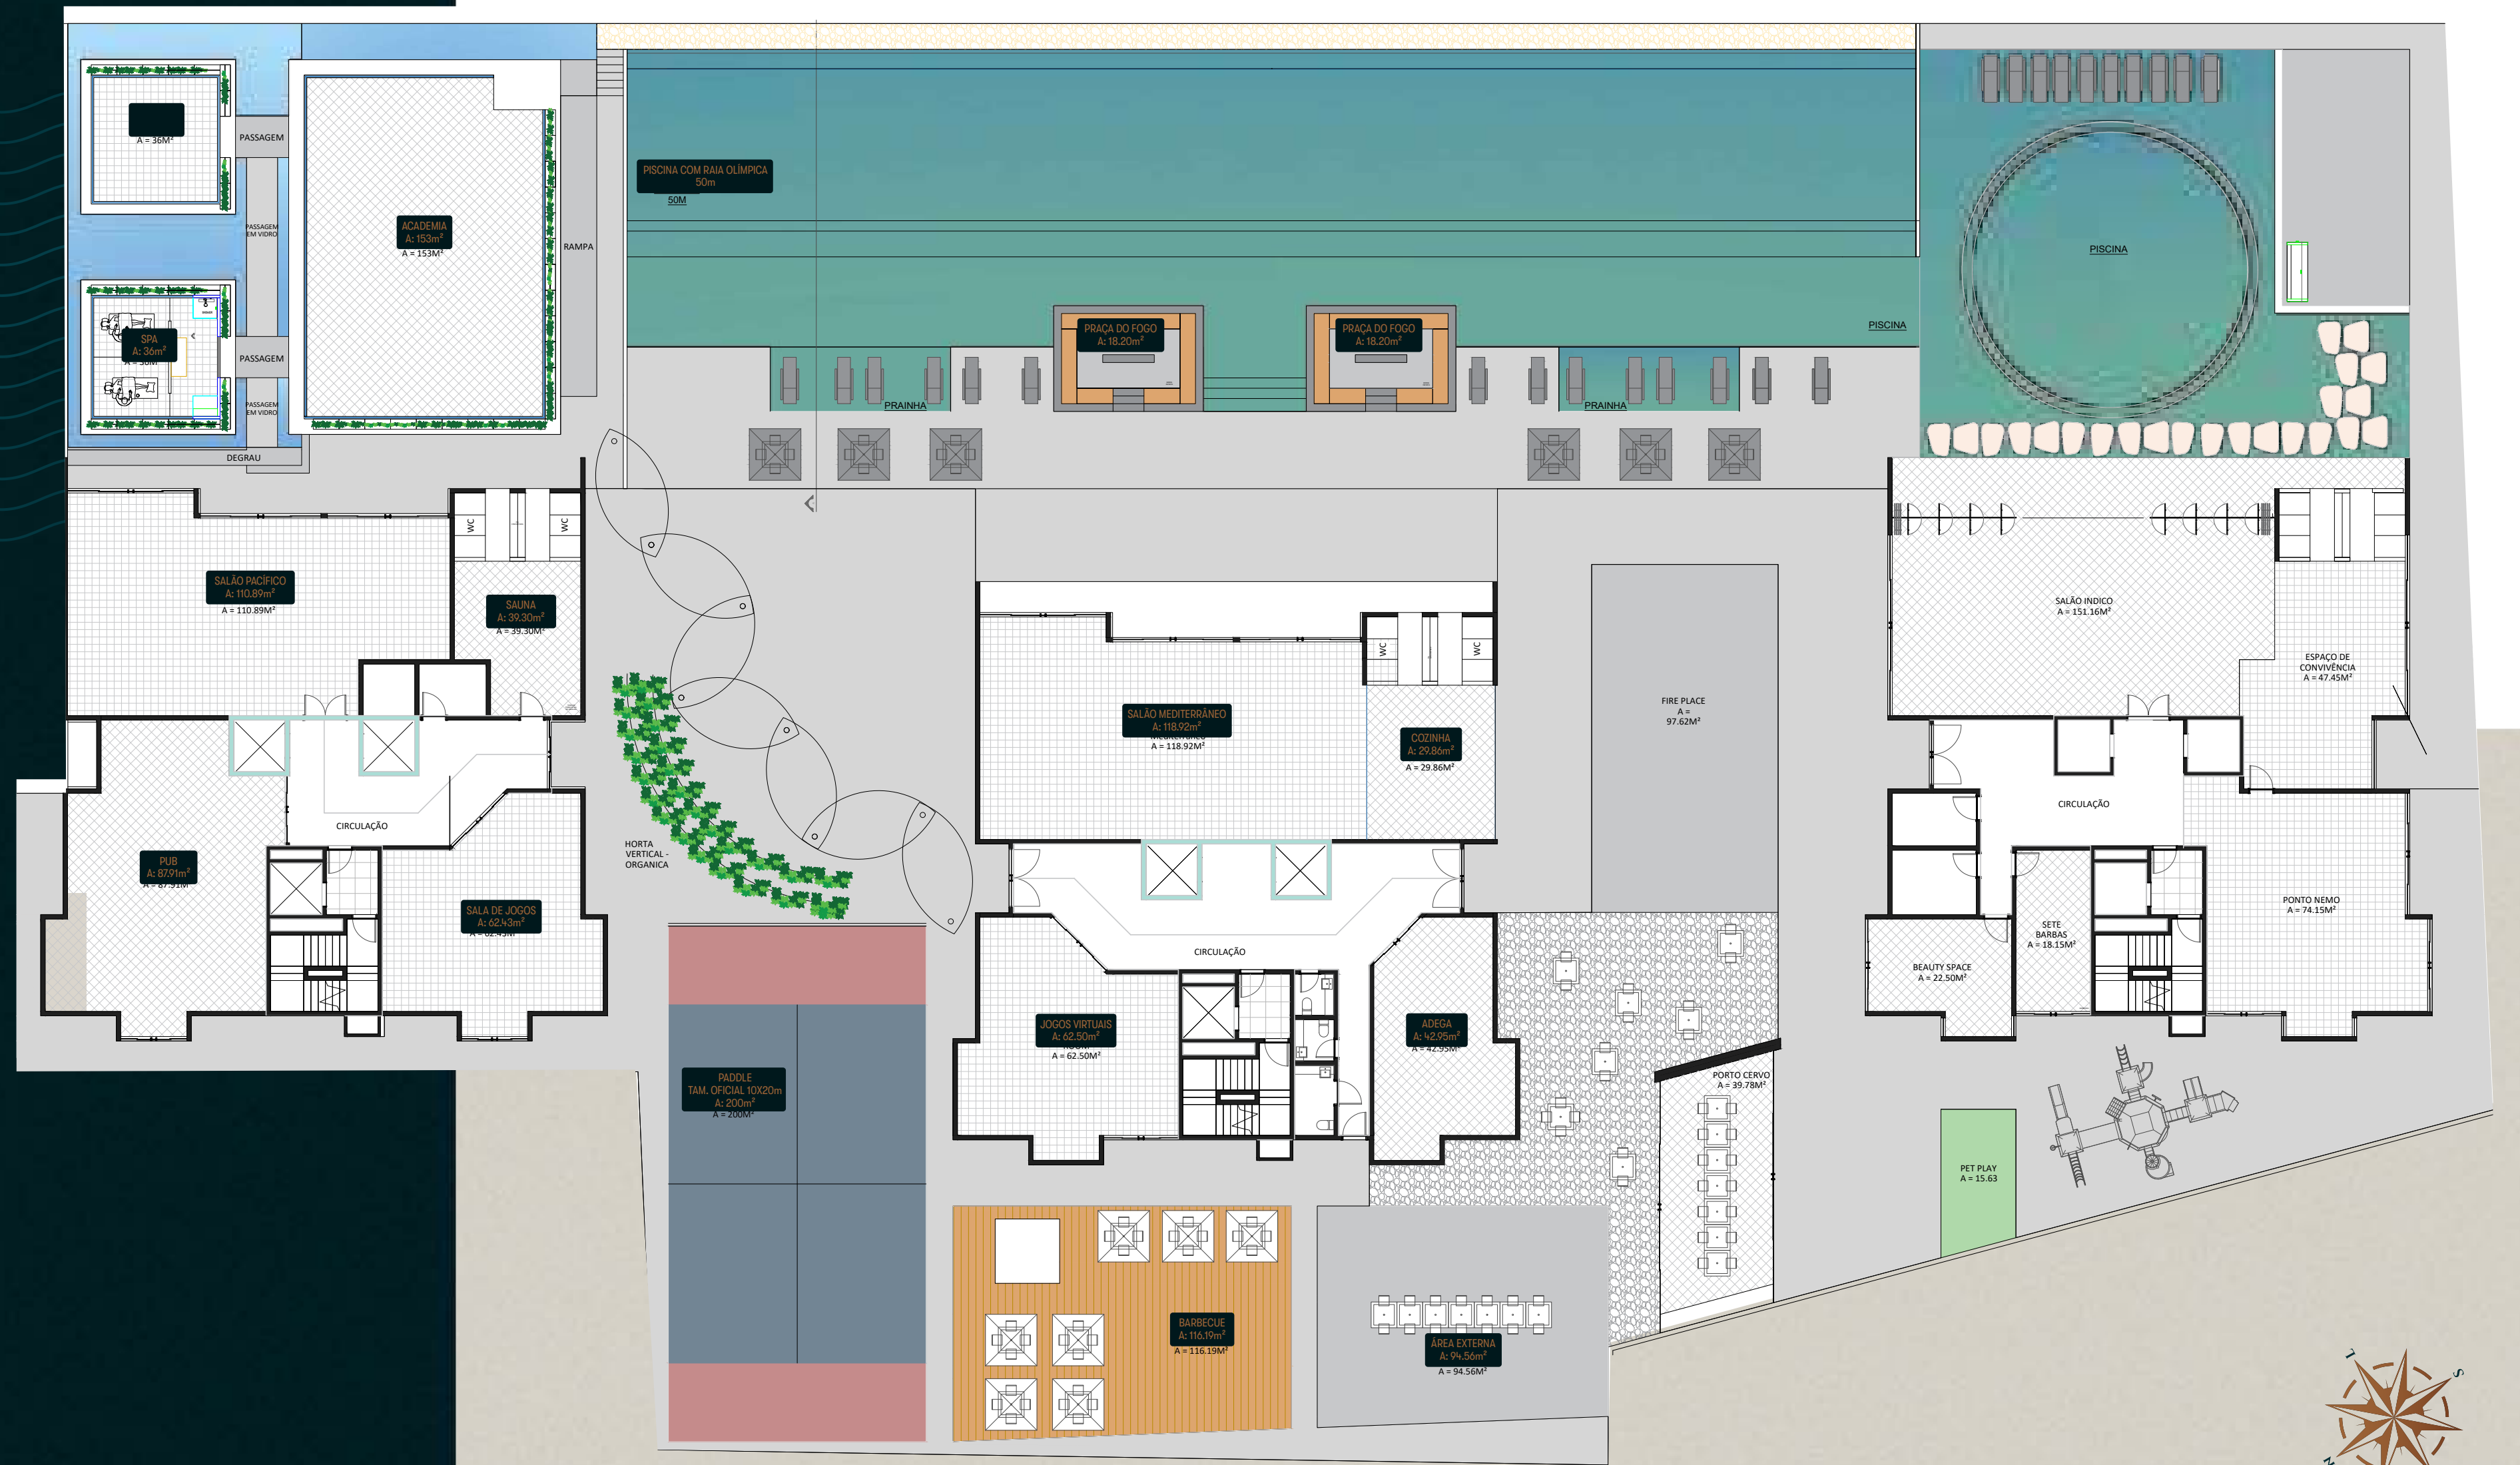 A = 36M²
PASSAGEM
PASSAGEM
EM VIDRO
SPA
A: 36m²
PASSAGEM
PASSAGEM
EM VIDRO
DEGRAU
ACADEMIA
A: 153m²
A = 153M²
RAMPA
PISCINA COM RAIA OLÍMPICA
50m
50M
PISCINA
PRAÇA DO FOGO
A: 18.20m²
PRAÇA DO FOGO
A: 18.20m²
PRAINHA
PRAINHA
PISCINA
SALÃO PACÍFICO
A: 110.89m²
A = 110.89M²
WC
WC
SAUNA
A: 39.30m²
A = 39.30M²
PUB
A: 87.91m²
A = 87.91M²
CIRCULAÇÃO
SALA DE JOGOS
A: 62.43m²
A = 62.43M²
HORTA
VERTICAL -
ORGANICA
SALÃO MEDITERRÂNEO
A: 118.92m²
A = 118.92M²
WC
WC
COZINHA
A: 29.86m²
A = 29.86M²
CIRCULAÇÃO
JOGOS VIRTUAIS
A: 62.50m²
A = 62.50M²
ADEGA
A: 42.95m²
A = 42.95M²
PADDLE
TAM. OFICIAL 10X20m
A: 200m²
A = 200M²
BARBECUE
A: 116.19m²
A = 116.19M²
ÁREA EXTERNA
A: 94.56m²
A = 94.56M²
FIRE PLACE
A =
97.62M²
PORTO CERVO
A = 39.78M²
SALÃO INDICO
A = 151.16M²
ESPAÇO DE
CONVIVÊNCIA
A = 47.45M²
CIRCULAÇÃO
PONTO NEMO
A = 74.15M²
SETE
BARBAS
A = 18.15M²
BEAUTY SPACE
A = 22.50M²
PET PLAY
A = 15.63
L
S